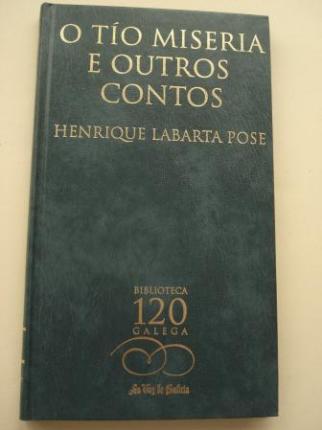 O TÍO MISERIA
E OUTROS
CONTOS
HENRIQUE LABARTA POSE
BIBLIOTECA
120
GALEGA
La Voz de Galicia